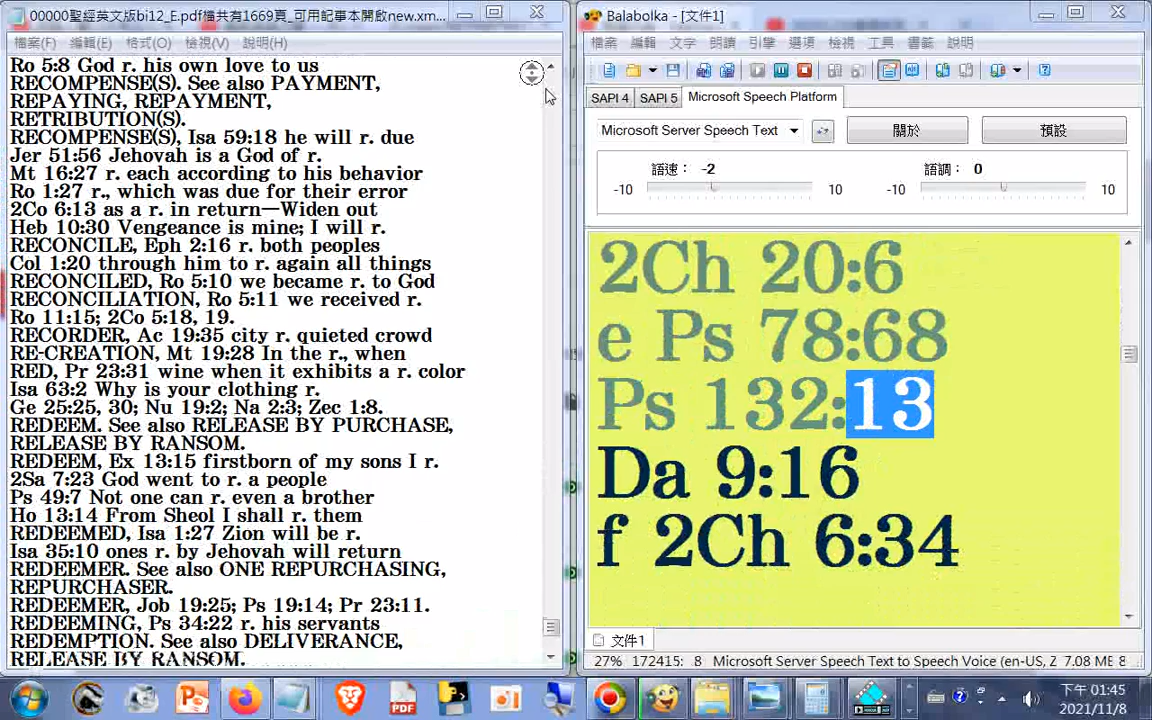 00000聖經英文版bi12_E.pdf檔共有1669頁_可用記事本開啟new.xm...
檔案(F) 編輯(E) 格式(O) 檢視(V) 說明(H)
Ro 5:8 God r. his own love to us
RECOMPENSE(S). See also PAYMENT,
REPAYING, REPAYMENT,
RETRIBUTION(S).
RECOMPENSE(S), Isa 59:18 he will r. due
Jer 51:56 Jehovah is a God of r.
Mt 16:27 r. each according to his behavior
Ro 1:27 r., which was due for their error
2Co 6:13 as a r. in return—Widen out
Heb 10:30 Vengeance is mine; I will r.
RECONCILE, Eph 2:16 r. both peoples
Col 1:20 through him to r. again all things
RECONCILED, Ro 5:10 we became r. to God
RECONCILIATION, Ro 5:11 we received r.
Ro 11:15; 2Co 5:18, 19.
RECORDER, Ac 19:35 city r. quieted crowd
RE-CREATION, Mt 19:28 In the r., when
RED, Pr 23:31 wine when it exhibits a r. color
Isa 63:2 Why is your clothing r.
Ge 25:25, 30; Nu 19:2; Na 2:3; Zec 1:8.
REDEEM. See also RELEASE BY PURCHASE,
RELEASE BY RANSOM.
REDEEM, Ex 13:15 firstborn of my sons I r.
2Sa 7:23 God went to r. a people
Ps 49:7 Not one can r. even a brother
Ho 13:14 From Sheol I shall r. them
REDEEMED, Isa 1:27 Zion will be r.
Isa 35:10 ones r. by Jehovah will return
REDEEMER. See also ONE REPURCHASING,
REPURCHASER.
REDEEMER, Job 19:25; Ps 19:14; Pr 23:11.
REDEEMING, Ps 34:22 r. his servants
REDEMPTION. See also DELIVERANCE,
RELEASE BY RANSOM.
Balabolka - [文件1]
檔案 編輯 文字 朗讀 引擎 選項 檢視 工具 書籤 說明
SAPI 4 SAPI 5 Microsoft Speech Platform
Microsoft Server Speech Text 關於 預設
語速： -2 語調： 0
-10 10 -10 10
2Ch 20:6
e Ps 78:68
Ps 132:13
Da 9:16
f 2Ch 6:34
文件1
27% 172415: 8 Microsoft Server Speech Text to Speech Voice (en-US, Z 7.08 MB 8
下午 01:45
2021/11/8